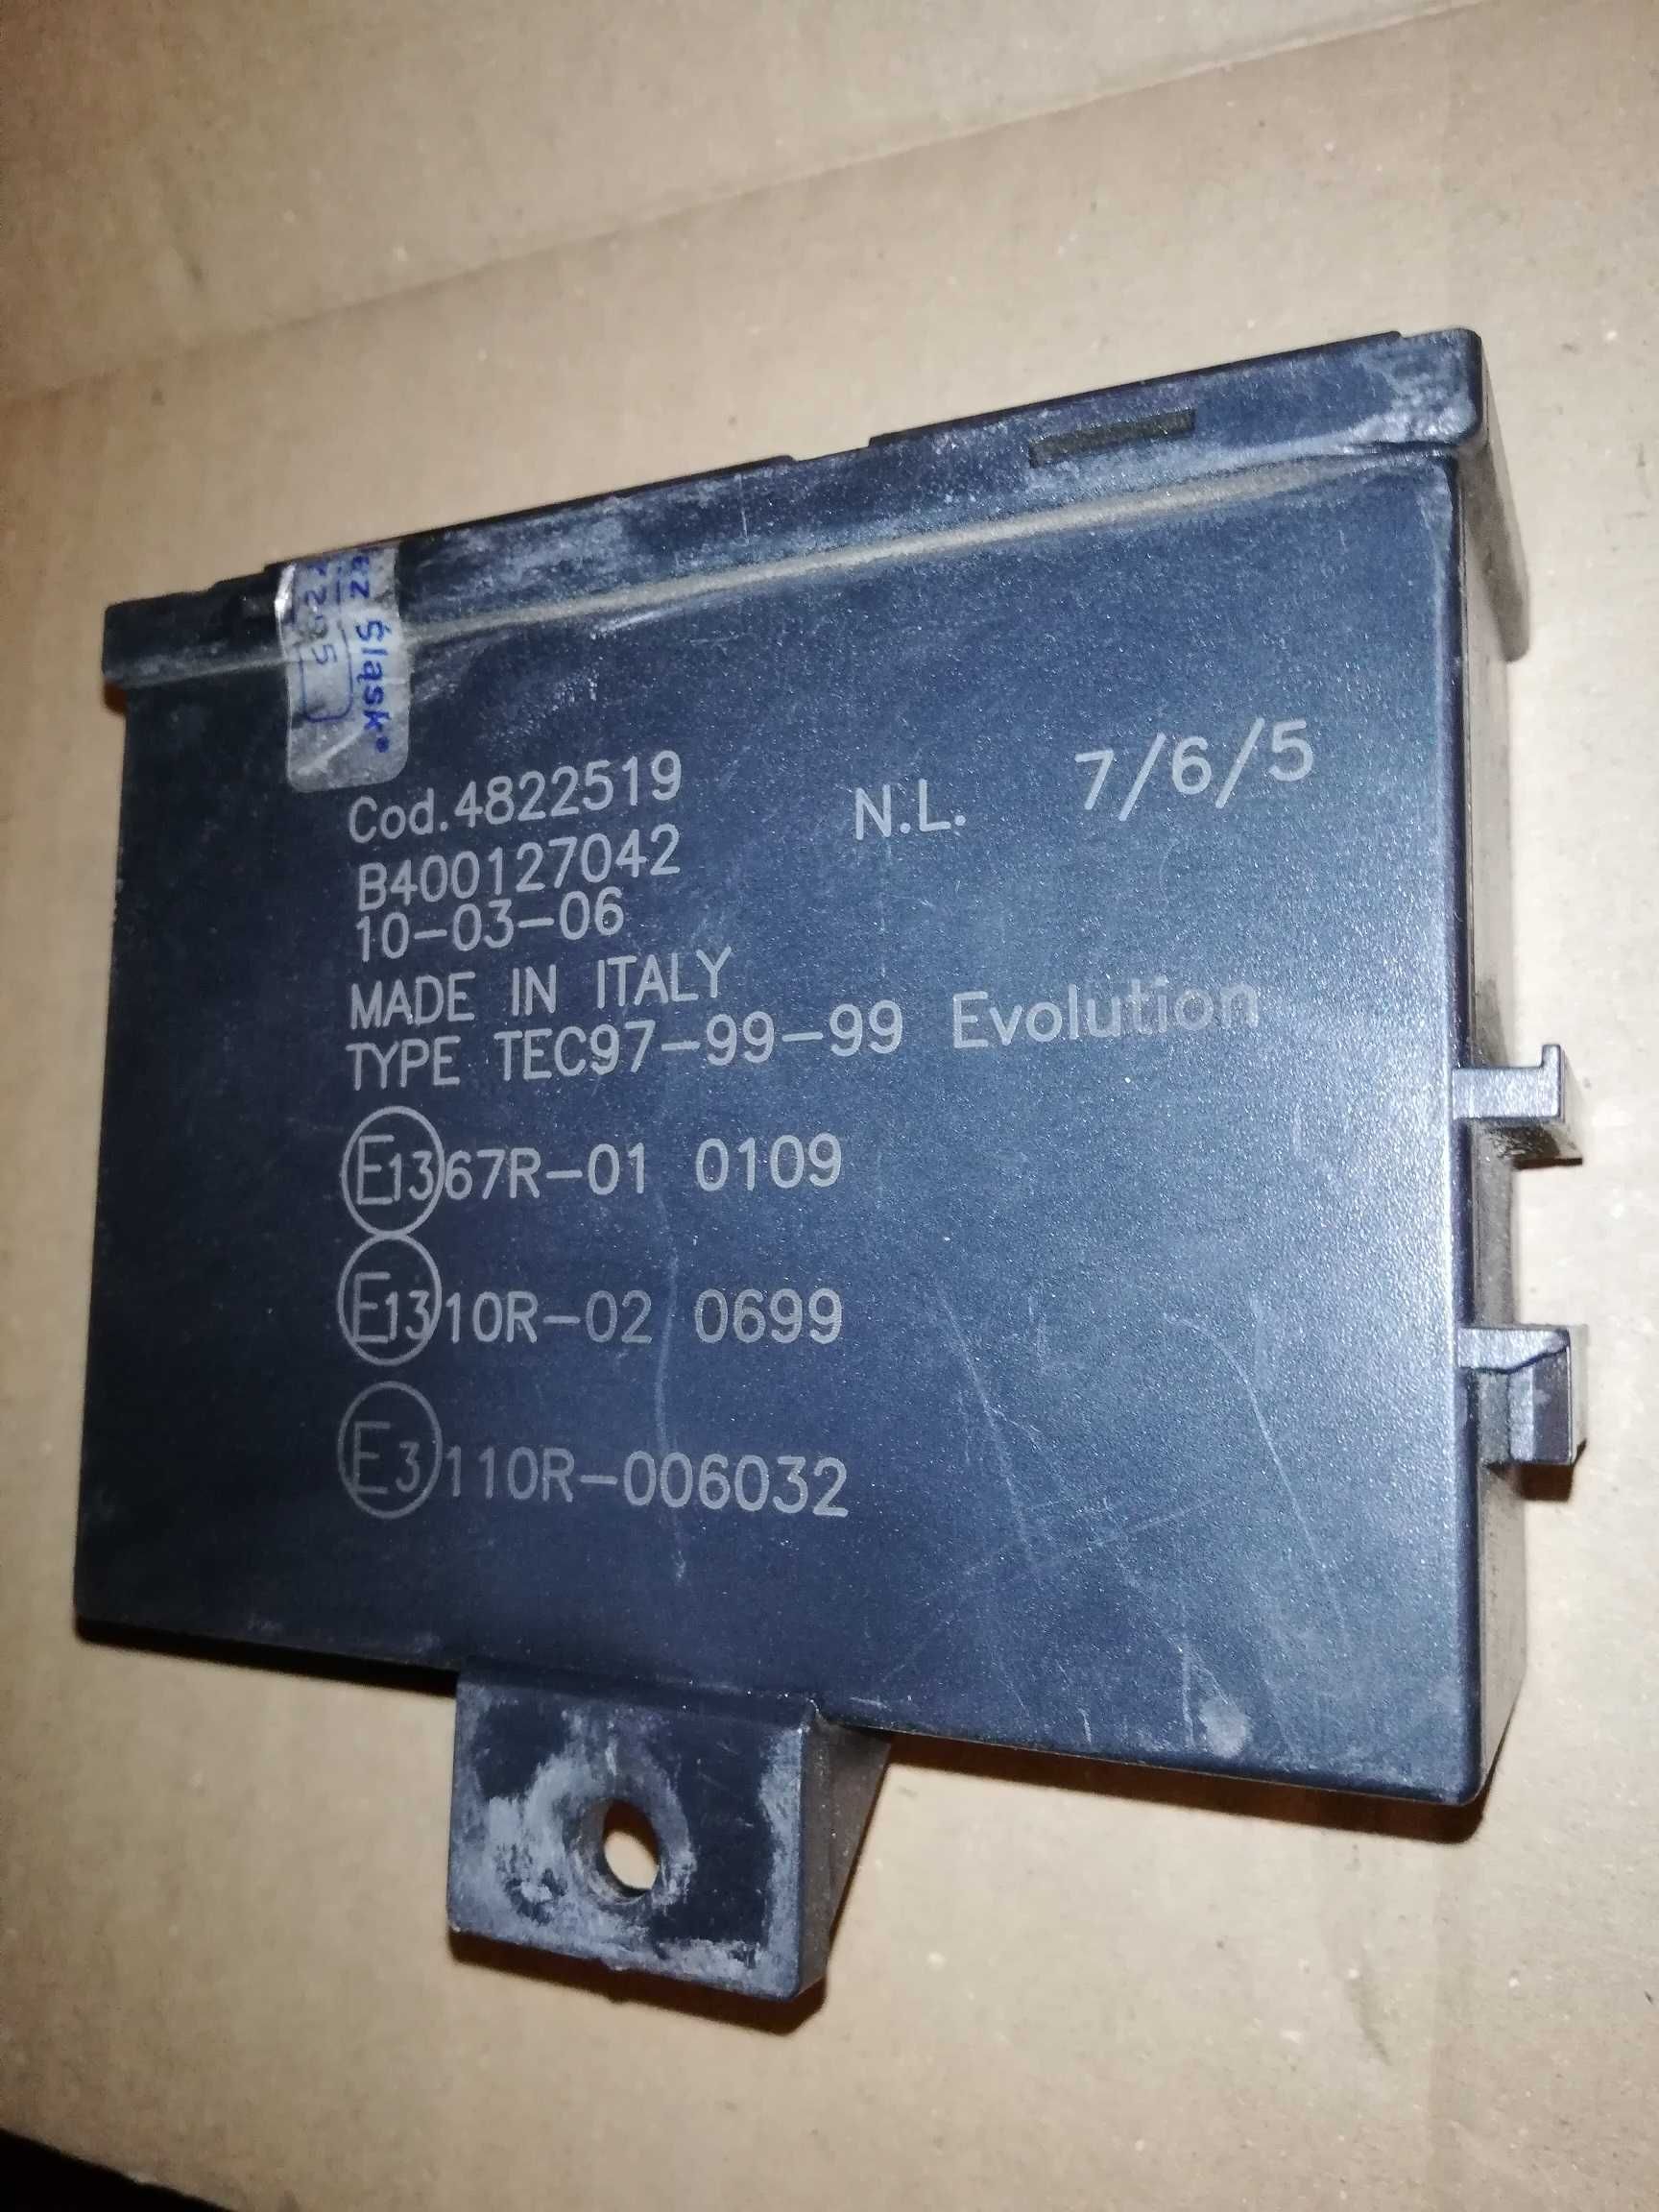 Śląsk
Cod.4822519
N.L. 7/6/5
B400127042
10-03-06
MADE IN ITALY
TYPE TEC97-99-99 Evolution
E13 67R-01 0109
E13 10R-02 0699
E3 110R-006032